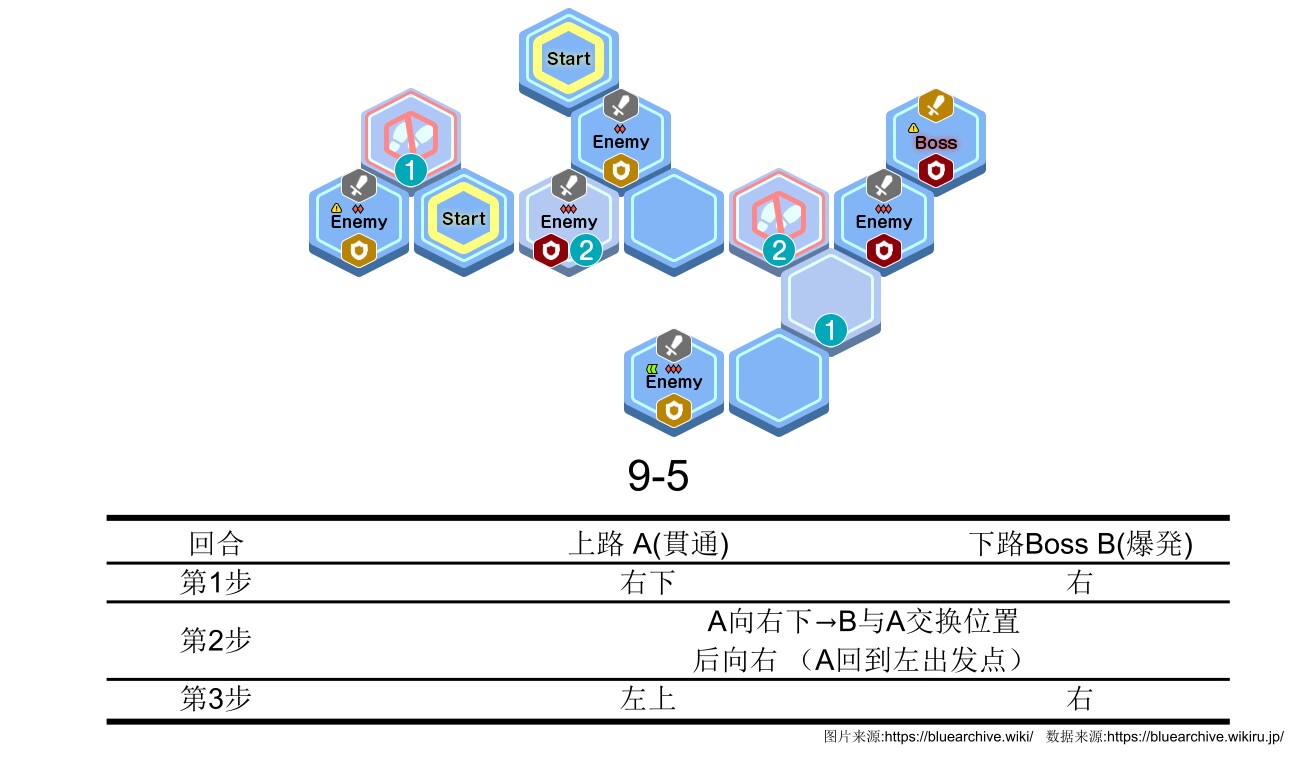 Start
Enemy
Boss
1
Enemy
Start
Enemy
2
2
Enemy
1
Enemy
9-5
回合 上路 A(貫通) 下路Boss B(爆発)
第1步 右下 右
A向右下→B与A交换位置
第2步
后向右 （A回到左出发点）
第3步 左上 右
图片来源:https://bluearchive.wiki/ 数据来源:https://bluearchive.wikiru.jp/